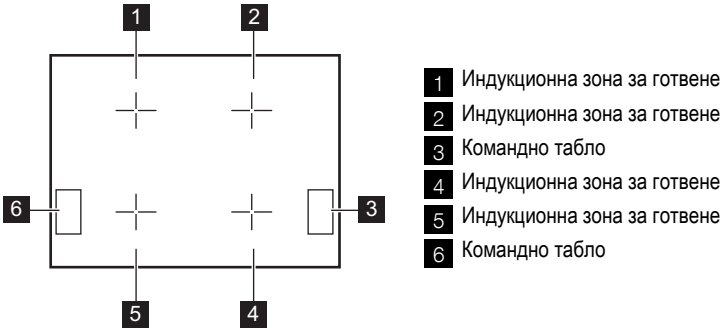 1 2
6 3
5 4
1 Индукционна зона за готвене
2 Индукционна зона за готвене
3 Командно табло
4 Индукционна зона за готвене
5 Индукционна зона за готвене
6 Командно табло